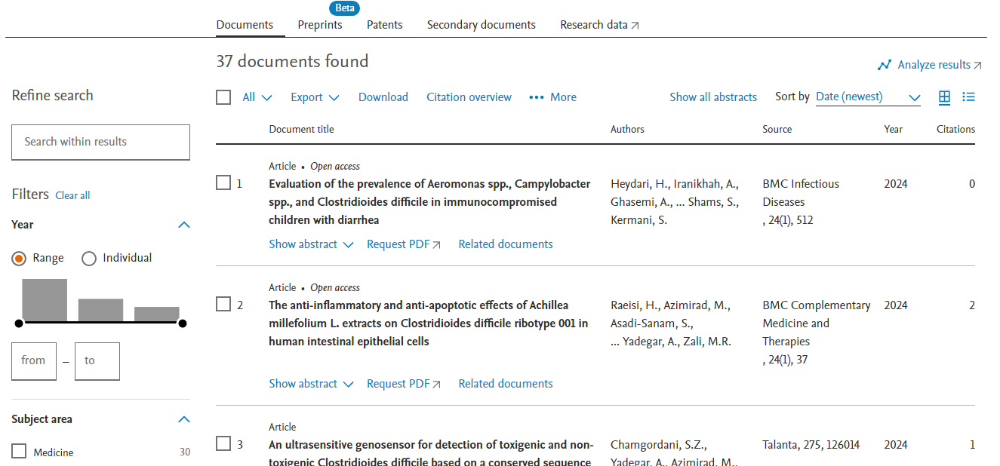 Beta
Documents Preprints Patents Secondary documents Research data
37 documents found
Analyze results
Refine search
All Export Download Citation overview More Show all abstracts Sort by Date (newest)
Document title Authors Source Year Citations
Search within results
Filters Clear all
Year
Range Individual
from – to
Subject area
Medicine 30
Article • Open access
1 Evaluation of the prevalence of Aeromonas spp., Campylobacter Heydari, H., Iranikhah, A., BMC Infectious 2024 0
spp., and Clostridioides difficile in immunocompromised Ghasemi, A., ... Shams, S., Diseases
children with diarrhea Kermani, S. , 24(1), 512
Show abstract Request PDF Related documents
Article • Open access
2 The anti-inflammatory and anti-apoptotic effects of Achillea Raeisi, H., Azimirad, M., BMC Complementary 2024 2
millefolium L. extracts on Clostridioides difficile ribotype 001 in Asadi-Sanam, S., Medicine and
human intestinal epithelial cells ... Yadegar, A., Zali, M.R. Therapies
, 24(1), 37
Show abstract Request PDF Related documents
Article
3 An ultrasensitive genosensor for detection of toxigenic and non- Chamgordani, S.Z., Talanta, 275, 126014 2024 1
toxigenic Clostridioides difficile based on a conserved sequence Yadegar, A., Azimirad, M.,